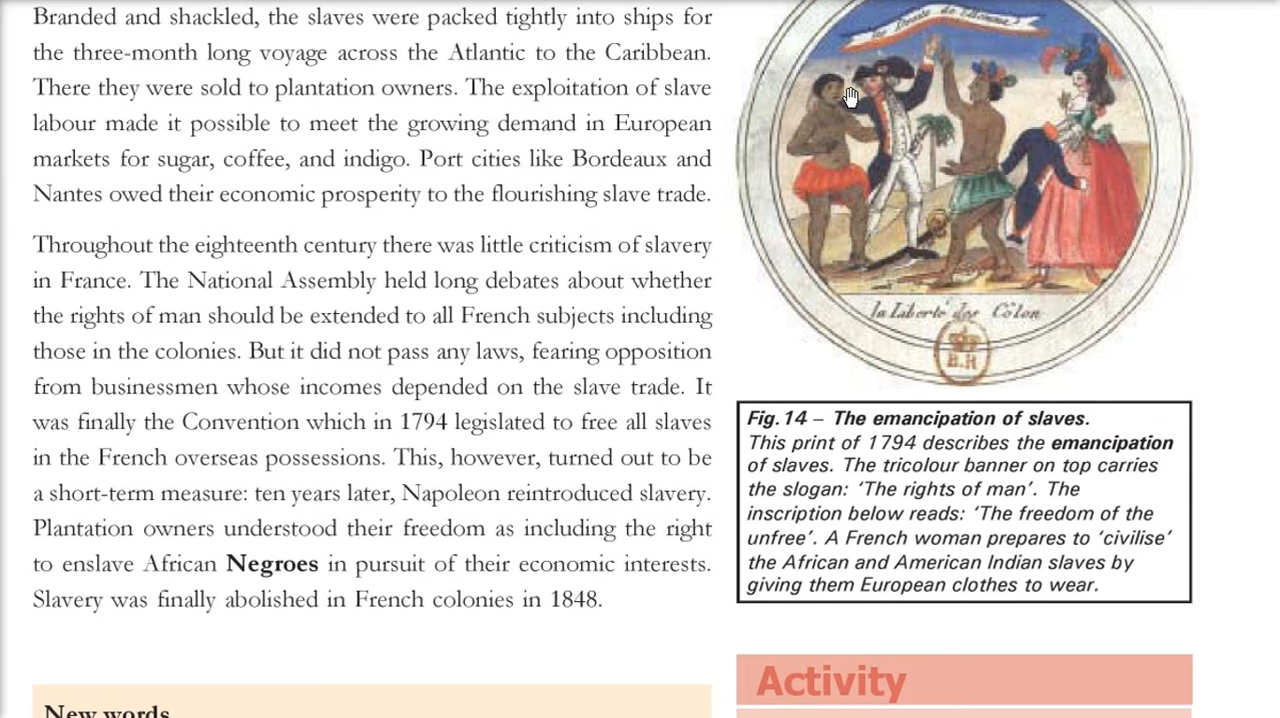 Branded and shackled, the slaves were packed tightly into ships for
the three-month long voyage across the Atlantic to the Caribbean.
There they were sold to plantation owners. The exploitation of slave
labour made it possible to meet the growing demand in European
markets for sugar, coffee, and indigo. Port cities like Bordeaux and
Nantes owed their economic prosperity to the flourishing slave trade.
Throughout the eighteenth century there was little criticism of slavery
in France. The National Assembly held long debates about whether
the rights of man should be extended to all French subjects including
those in the colonies. But it did not pass any laws, fearing opposition
from businessmen whose incomes depended on the slave trade. It
was finally the Convention which in 1794 legislated to free all slaves
in the French overseas possessions. This, however, turned out to be
a short-term measure: ten years later, Napoleon reintroduced slavery.
Plantation owners understood their freedom as including the right
to enslave African Negroes in pursuit of their economic interests.
Slavery was finally abolished in French colonies in 1848.
New words
la Liberté des Colon
B.R
Fig.14 – The emancipation of slaves.
This print of 1794 describes the emancipation
of slaves. The tricolour banner on top carries
the slogan: ‘The rights of man’. The
inscription below reads: ‘The freedom of the
unfree’. A French woman prepares to ‘civilise’
the African and American Indian slaves by
giving them European clothes to wear.
Activity